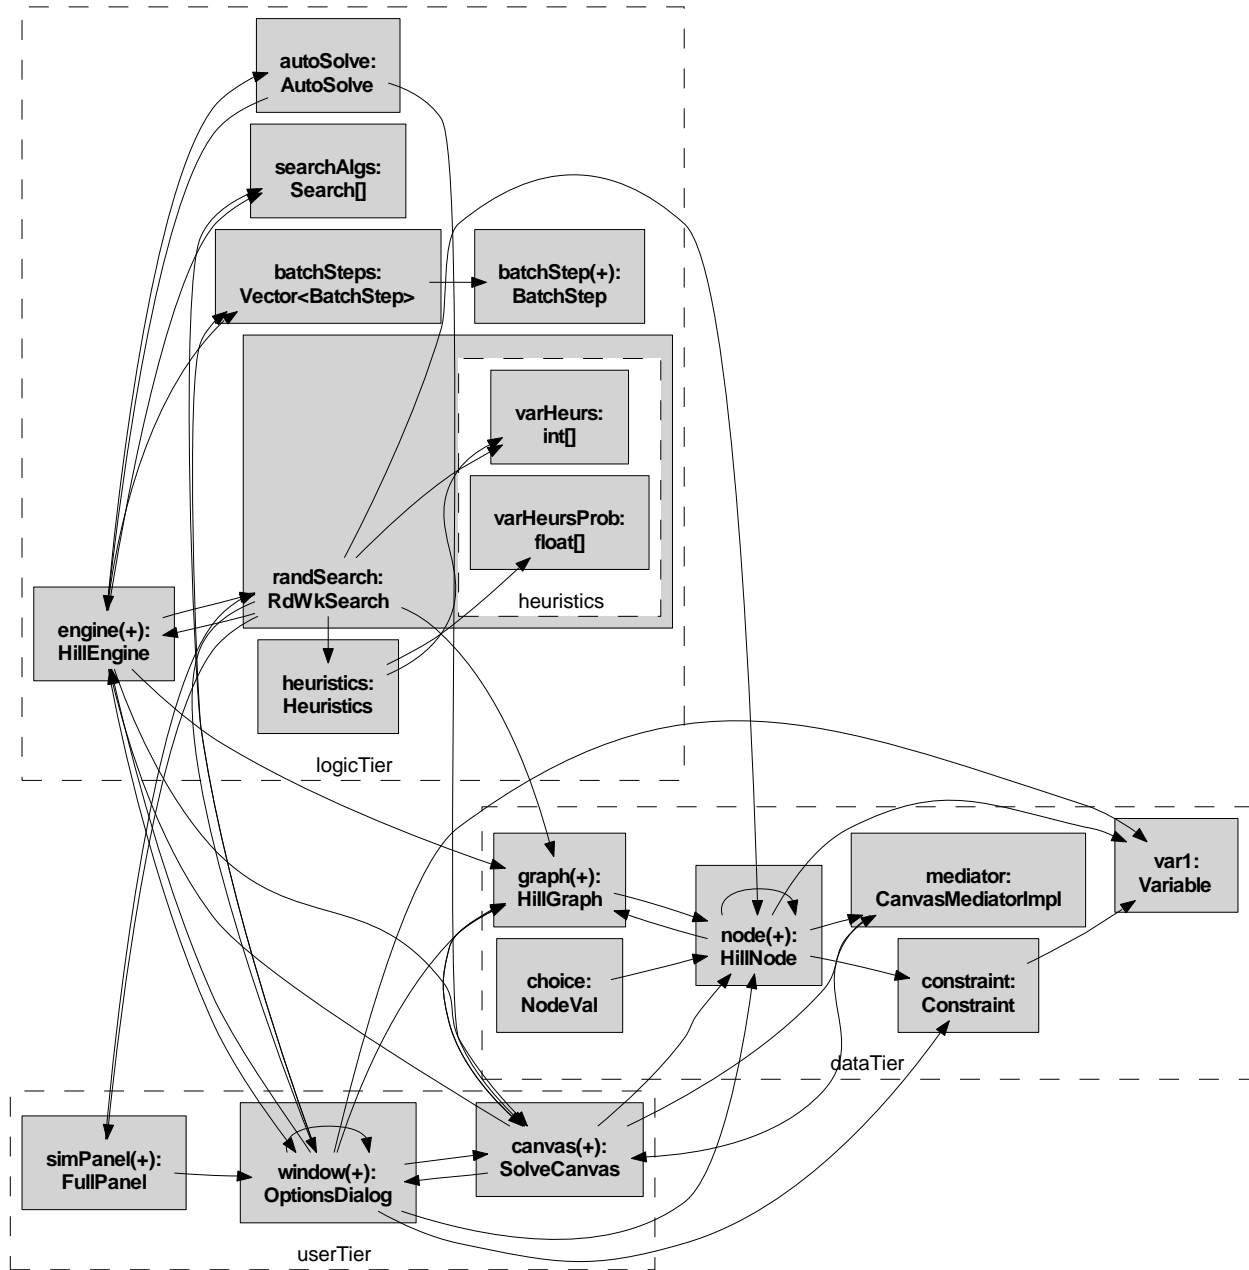 autoSolve:
AutoSolve
searchAlgs:
Search[]
batchSteps:
Vector<BatchStep>
batchStep(+):
BatchStep
varHeurs:
int[]
varHeursProb:
float[]
heuristics
randSearch:
RdWkSearch
engine(+):
HillEngine
heuristics:
Heuristics
logicTier
graph(+):
HillGraph
node(+):
HillNode
mediator:
CanvasMediatorImpl
var1:
Variable
choice:
NodeVal
constraint:
Constraint
dataTier
simPanel(+):
FullPanel
window(+):
OptionsDialog
canvas(+):
SolveCanvas
userTier